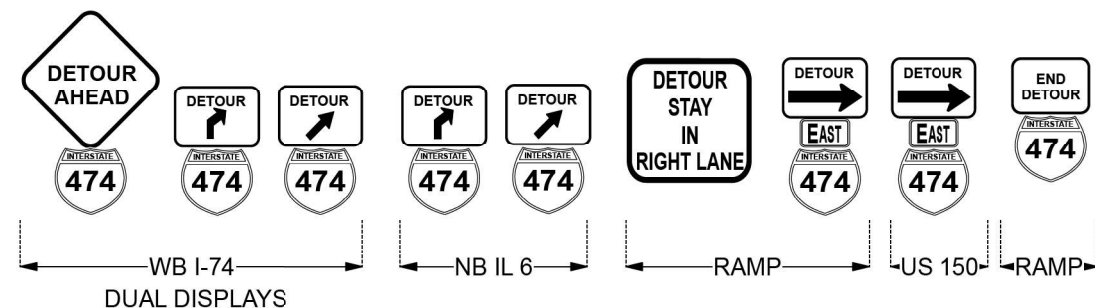 DETOUR
AHEAD
INTERSTATE
474
DETOUR
INTERSTATE
474
DETOUR
INTERSTATE
474
DETOUR
INTERSTATE
474
DETOUR
INTERSTATE
474
DETOUR
STAY
IN
RIGHT LANE
DETOUR
EAST
INTERSTATE
474
DETOUR
EAST
INTERSTATE
474
END
DETOUR
INTERSTATE
474
WB I-74
DUAL DISPLAYS
NB IL 6
RAMP
US 150
RAMP